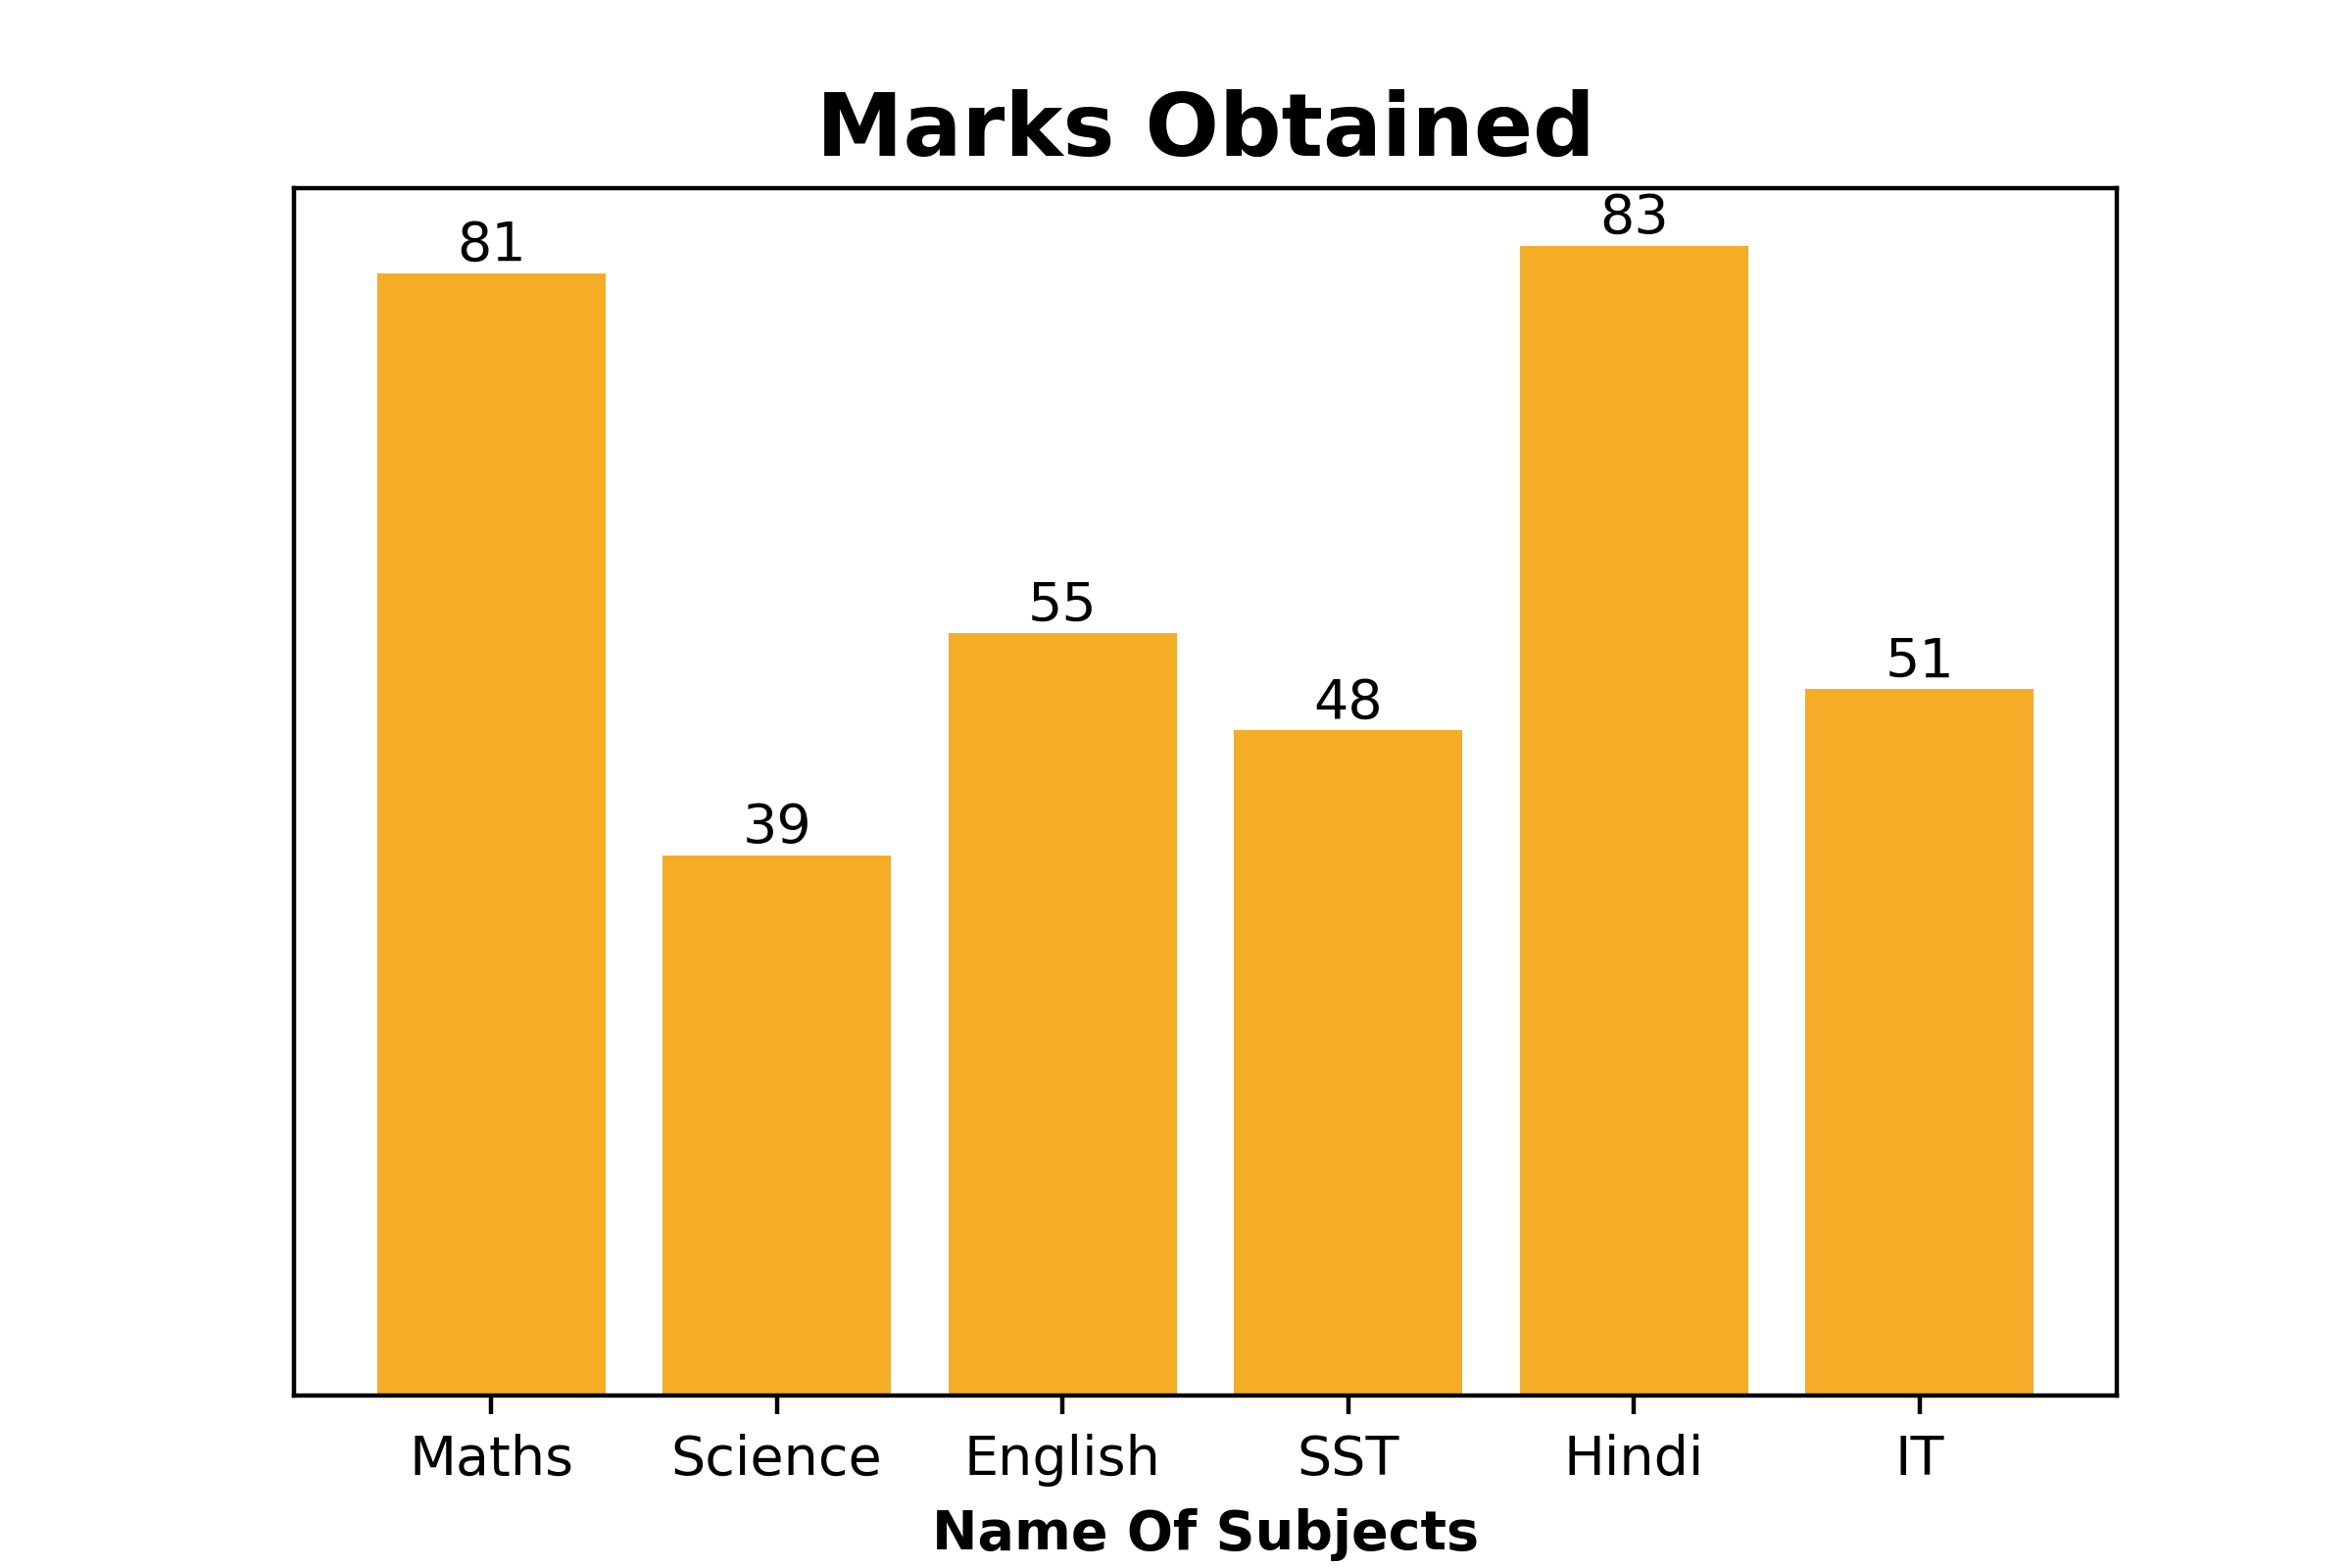 Marks Obtained
81
39
55
48
83
51
Maths Science English SST Hindi IT
Name Of Subjects